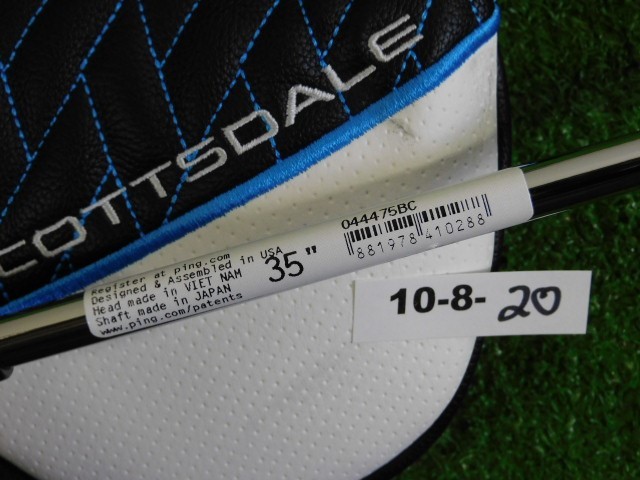 COTTSDALE
Register at ping.com
Designed & Assembled in USA
Head made in VIET NAM
Shaft made in JAPAN
www.ping.com/patents
35"
044475BC
881978 410288
10-8-20